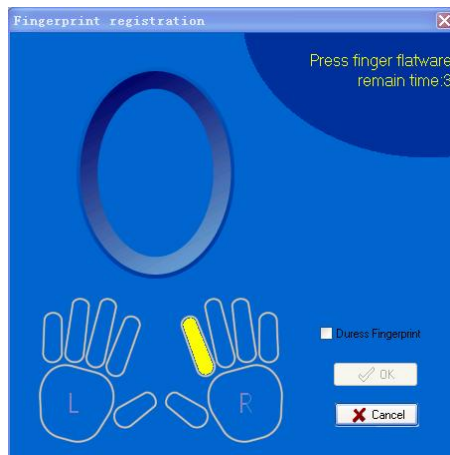 Fingerprint registration
Press finger flatware
remain time:3
L
R
Duress Fingerprint
OK
Cancel